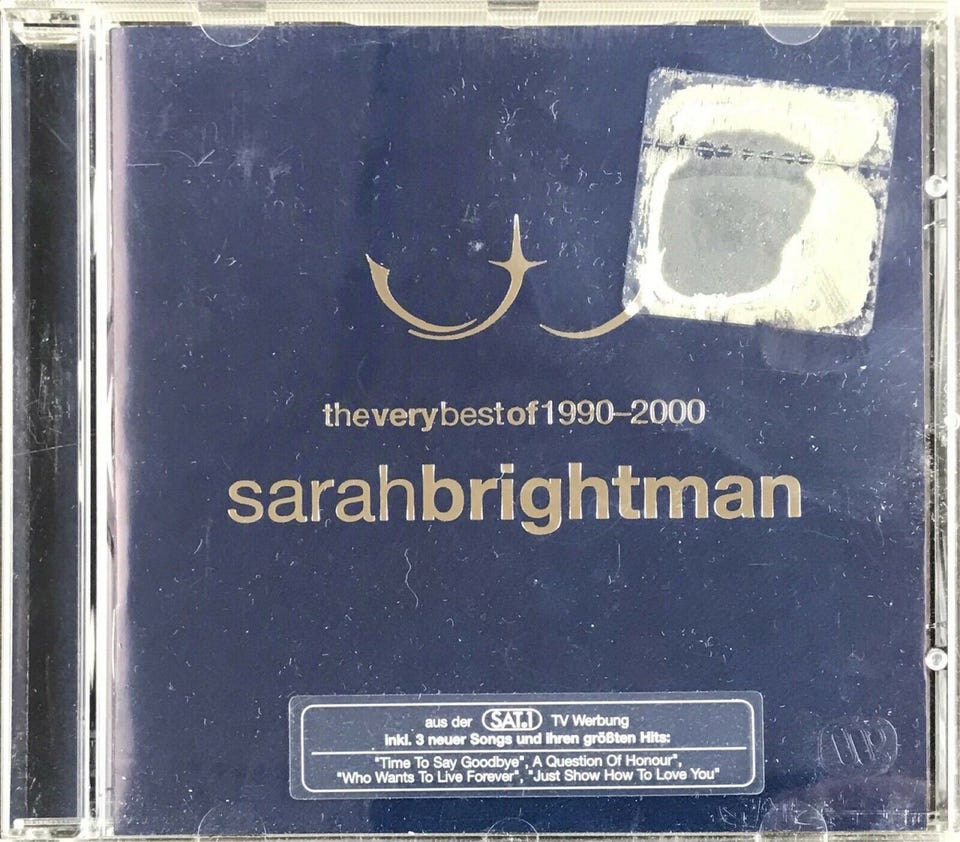 theverybestof1990–2000
sarahbrightman
aus der SAT.1 TV Werbung
inkl. 3 neuer Songs und ihren größten Hits:
"Time To Say Goodbye", A Question Of Honour",
"Who Wants To Live Forever", "Just Show How To Love You"